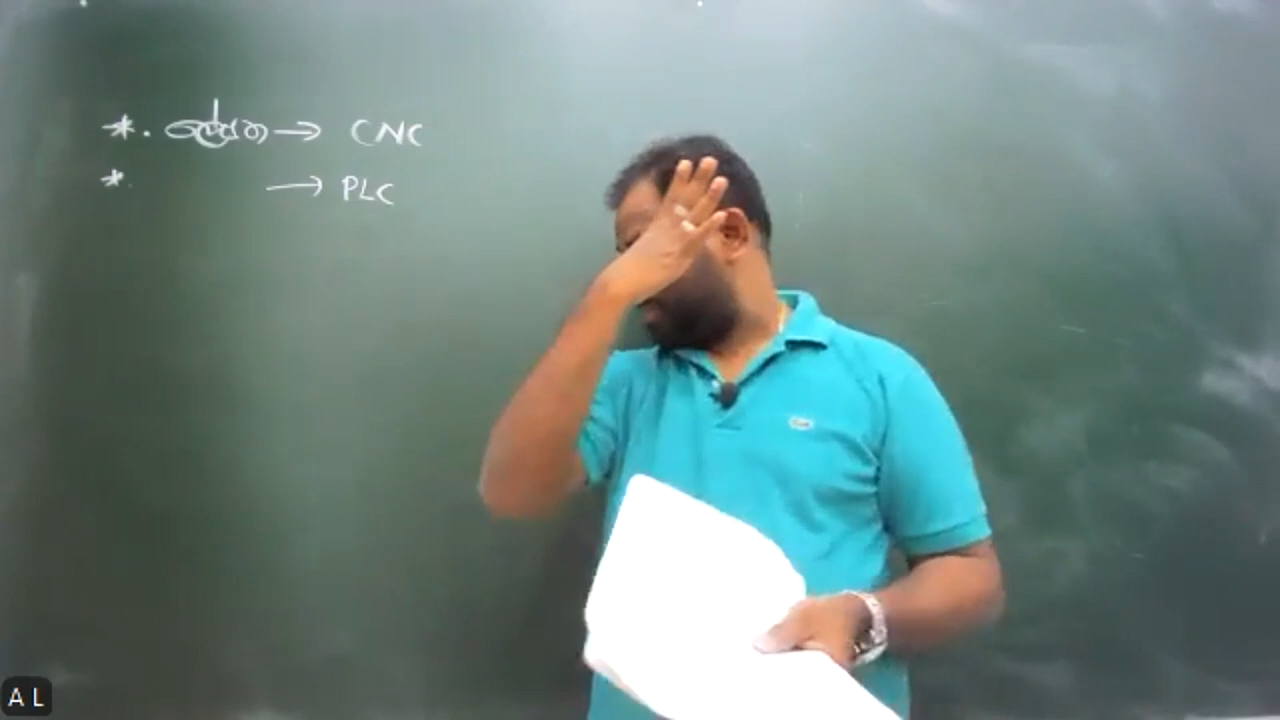 *. → CNC
*. → PLC
A L